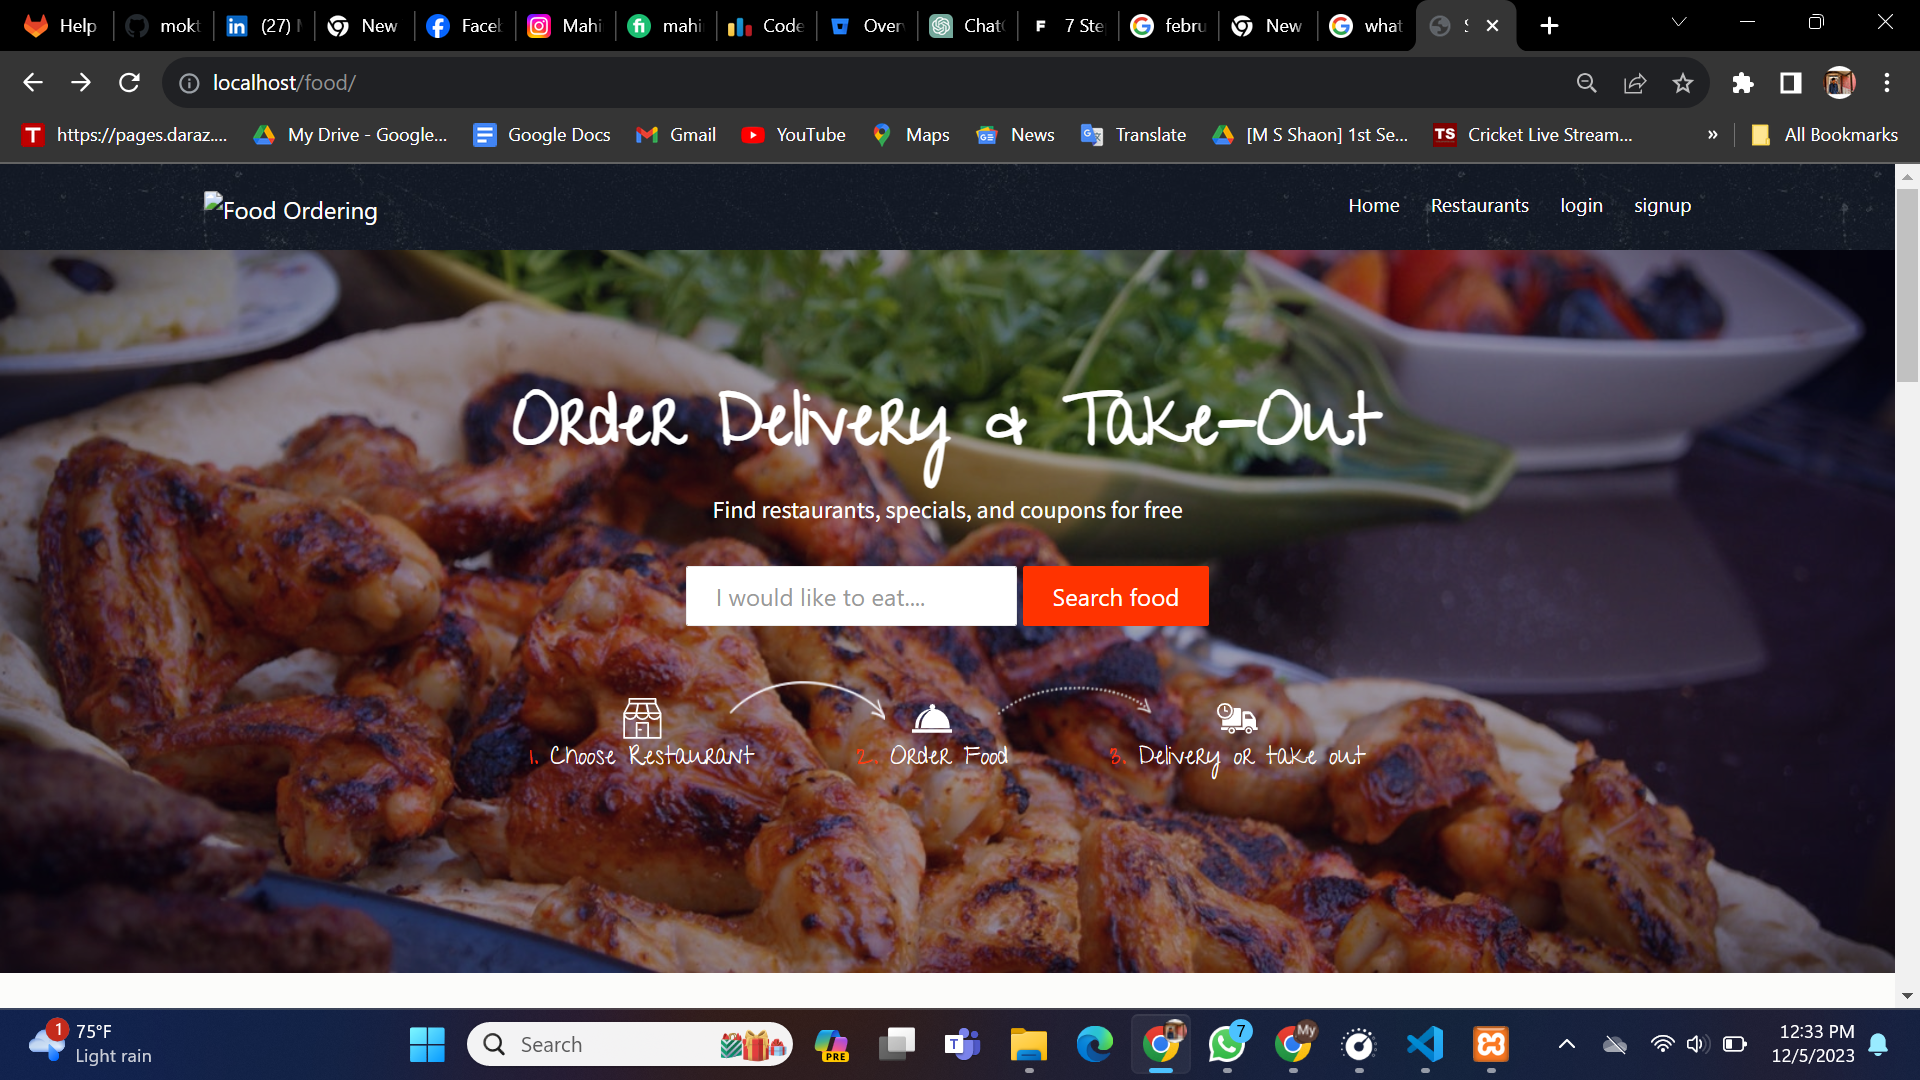 Help
mokt
(27)
New
Faceb
Mahi
mahi
Code
Over
Chat
7 Ste
febru
New
what
localhost/food/
https://pages.daraz....
My Drive - Google...
Google Docs
Gmail
YouTube
Maps
News
Translate
[M S Shaon] 1st Se...
TS
Cricket Live Stream...
»
All Bookmarks
Food Ordering
Home
Restaurants
login
signup
Order Delivery & Take-Out
Find restaurants, specials, and coupons for free
I would like to eat....
Search food
1. Choose Restaurant
2. Order Food
3. Delivery or take out
1
75°F
Light rain
Search
PRE
7
My
12:33 PM
12/5/2023